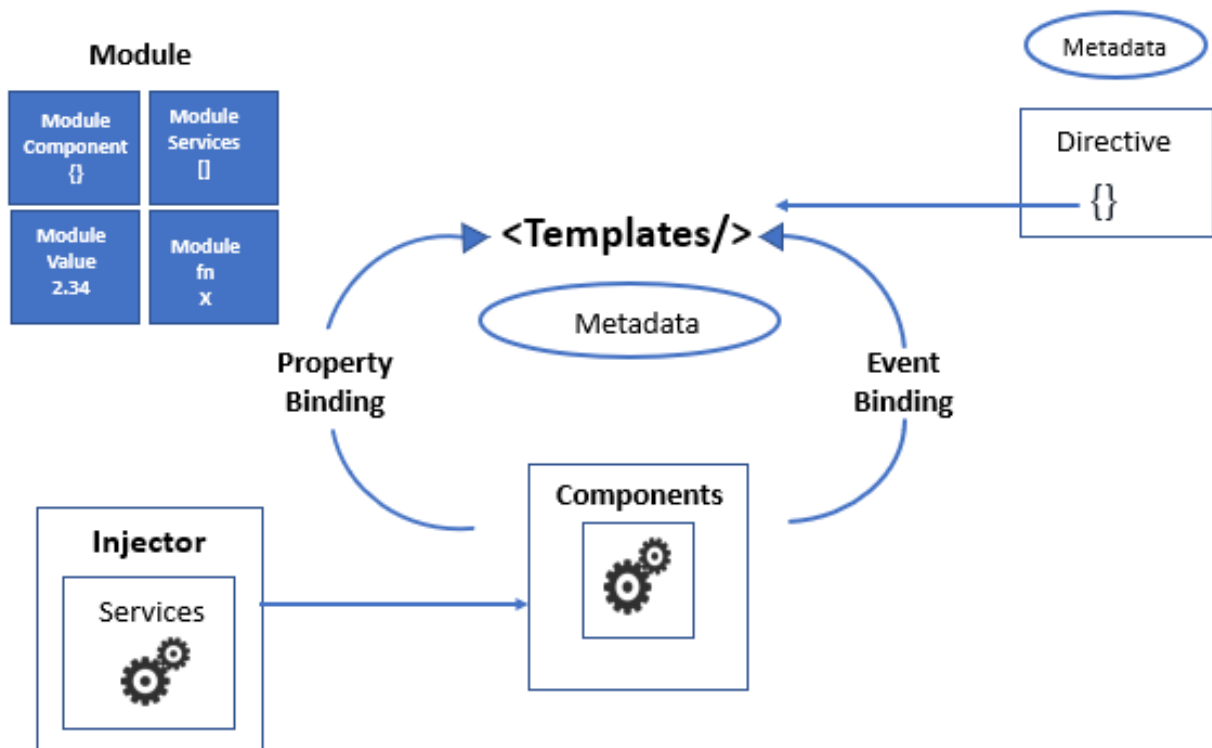 Module
Module
Component
{}
Module
Services
[]
Module
Value
2.34
Module
fn
X
Metadata
Directive
{}
<Templates/>
Metadata
Property
Binding
Event
Binding
Components
Injector
Services